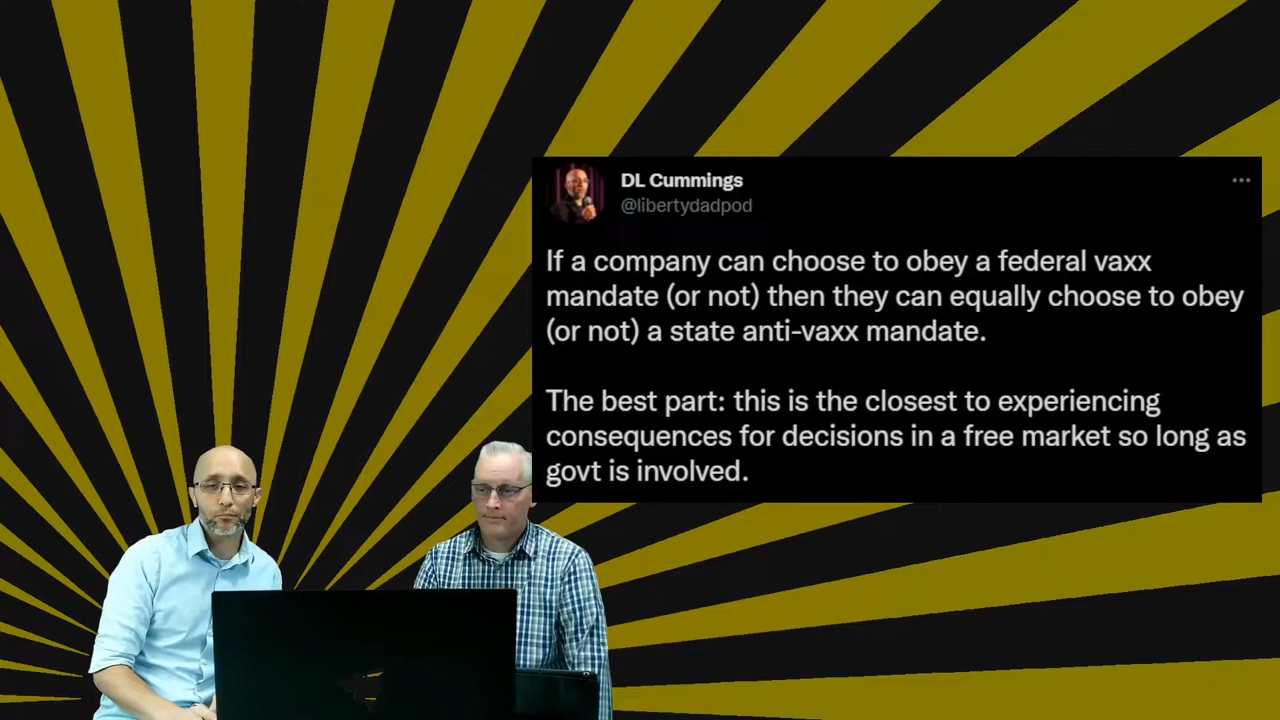 DL Cummings
@libertydadpod
If a company can choose to obey a federal vaxx
mandate (or not) then they can equally choose to obey
(or not) a state anti-vaxx mandate.
The best part: this is the closest to experiencing
consequences for decisions in a free market so long as
govt is involved.